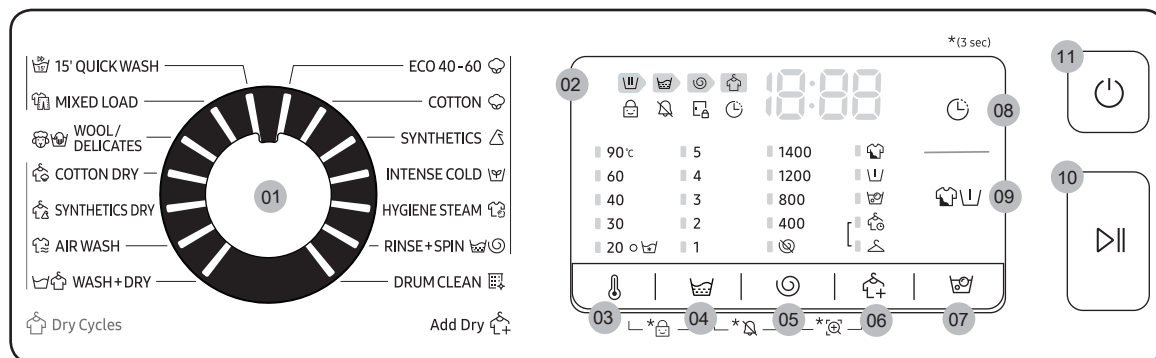 *(3 sec)
15' QUICK WASH
MIXED LOAD
WOOL /
DELICATES
COTTON DRY
SYNTHETICS DRY
AIR WASH
WASH+DRY
01
ECO 40-60
COTTON
SYNTHETICS
INTENSE COLD
HYGIENE STEAM
RINSE+SPIN
DRUM CLEAN
Dry Cycles
Add Dry
02
18:88
08
11
90℃ 5 1400
60 4 1200
40 3 800
30 2 400
20 1
09
10
03 04 05 06 07
* * *